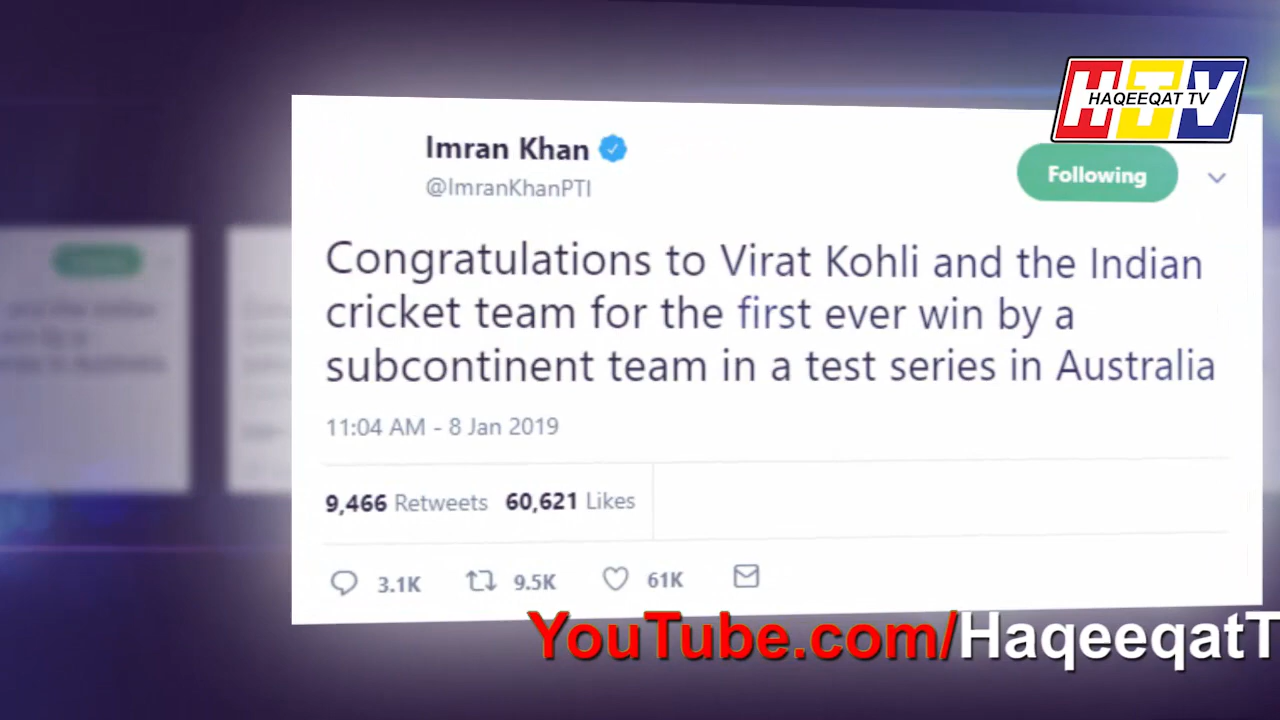 HTV
HAQEEQAT TV
Imran Khan
@ImranKhanPTI
Following
Congratulations to Virat Kohli and the Indian
cricket team for the first ever win by a
subcontinent team in a test series in Australia
11:04 AM - 8 Jan 2019
9,466 Retweets 60,621 Likes
3.1K 9.5K 61K
YouTube.com/HaqeeqatT